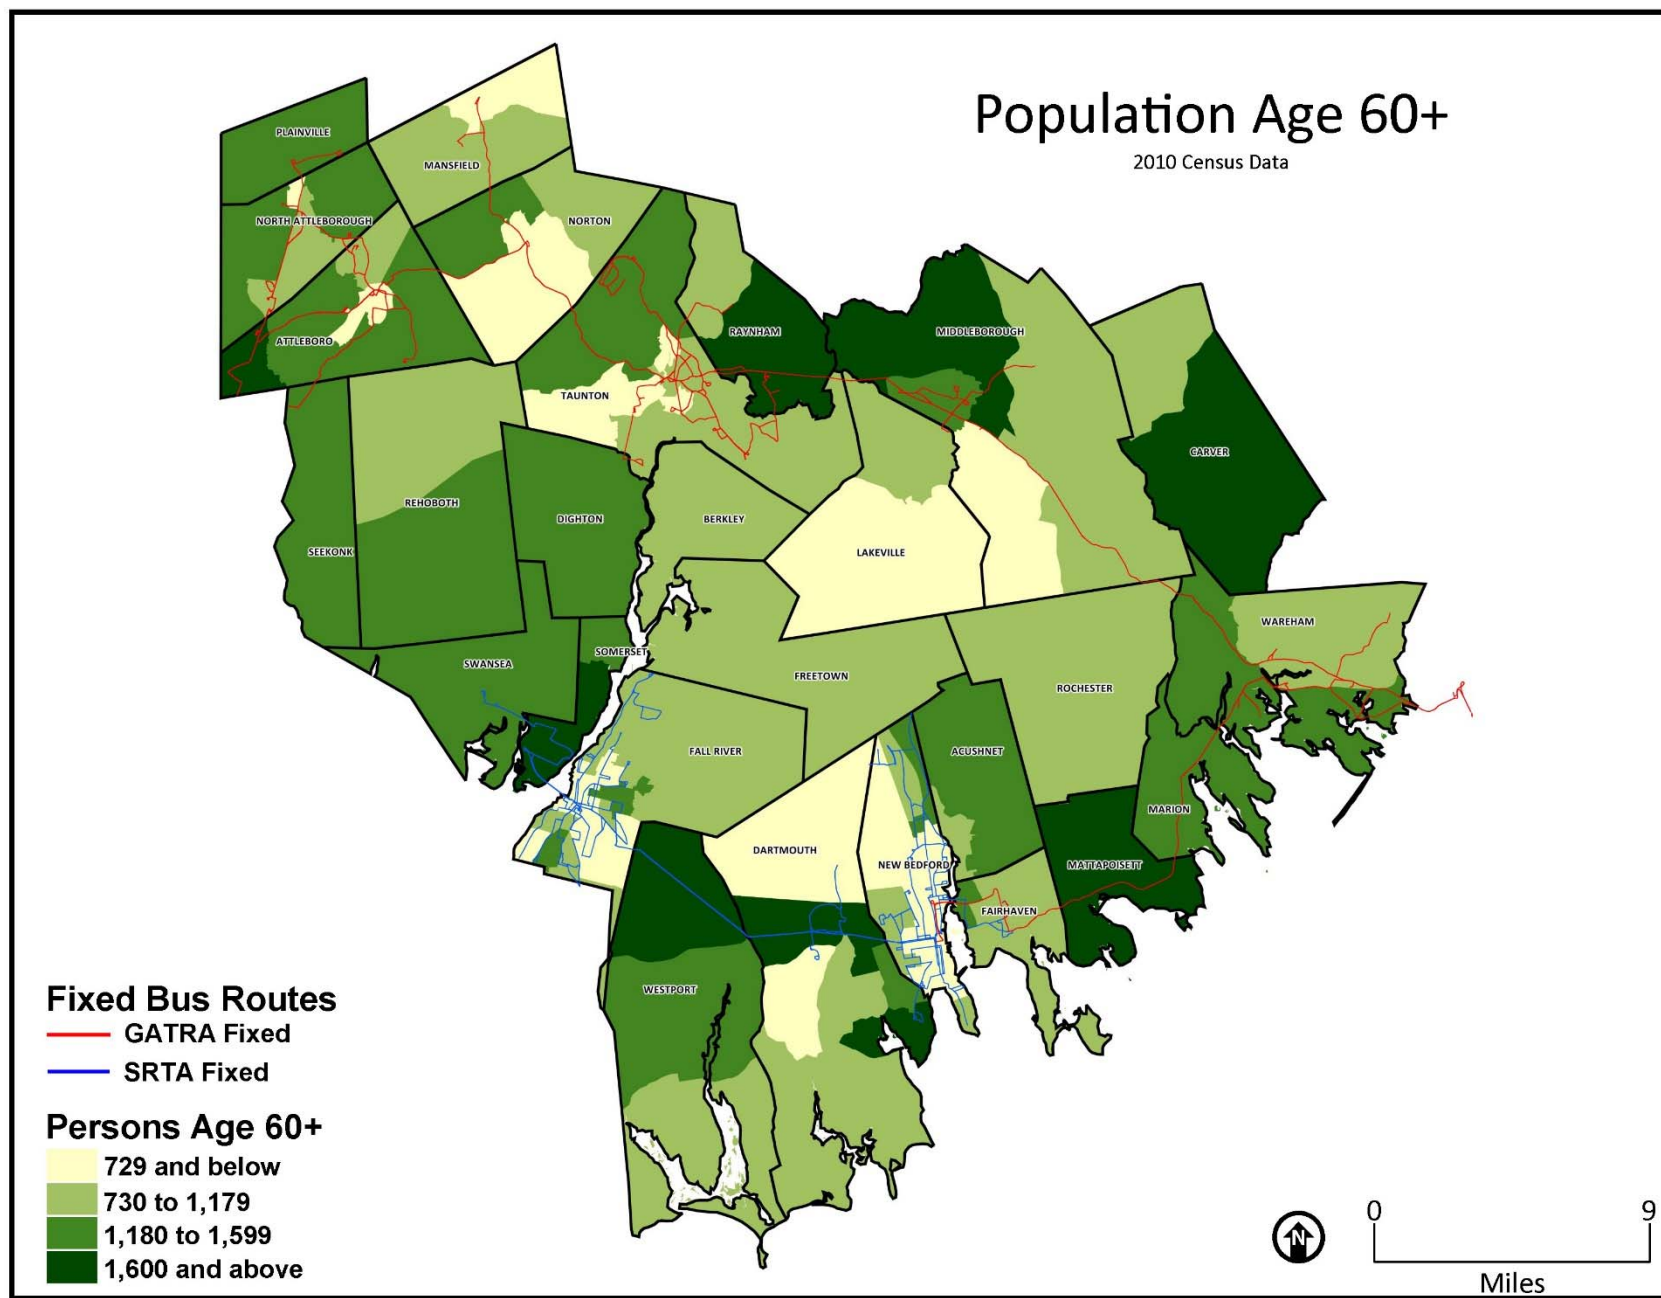 Population Age 60+
2010 Census Data
PLAINVILLE
MANSFIELD
NORTH ATTLEBOROUGH
NORTON
ATTLEBORO
RAYNHAM
MIDDLEBOROUGH
TAUNTON
CARVER
REHOBOTH
DIGHTON
BERKLEY
SEEKONK
LAKEVILLE
WAREHAM
SOMERSET
SWANSEA
FREETOWN
ROCHESTER
FALL RIVER
ACUSHNET
MARION
DARTMOUTH
NEW BEDFORD
MATTAPOISETT
FAIRHAVEN
WESTPORT
Fixed Bus Routes
GATRA Fixed
SRTA Fixed
Persons Age 60+
729 and below
730 to 1,179
1,180 to 1,599
1,600 and above
N
0 9
Miles